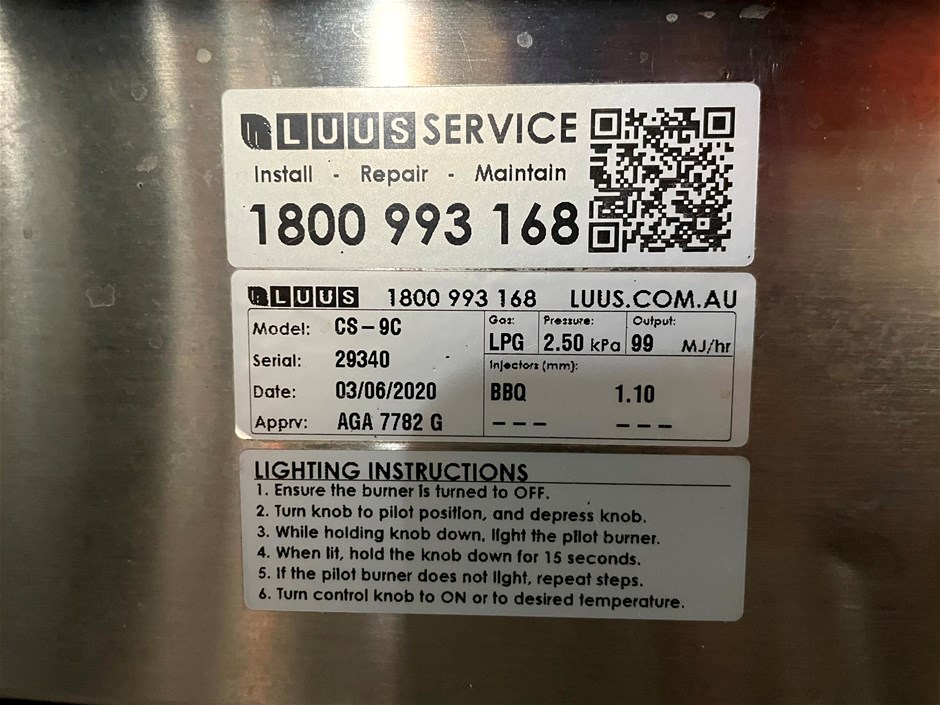 LUUS SERVICE
Install - Repair - Maintain
1800 993 168
LUUS 1800 993 168 LUUS.COM.AU
Model: CS-9C
Serial: 29340
Date: 03/06/2020
Apprv: AGA 7782 G
Gas: Pressure: Output:
LPG 2.50 kPa 99 MJ/hr
Injectors (mm):
BBQ 1.10
--- ---
LIGHTING INSTRUCTIONS
1. Ensure the burner is turned to OFF.
2. Turn knob to pilot position, and depress knob.
3. While holding knob down, light the pilot burner.
4. When lit, hold the knob down for 15 seconds.
5. If the pilot burner does not light, repeat steps.
6. Turn control knob to ON or to desired temperature.